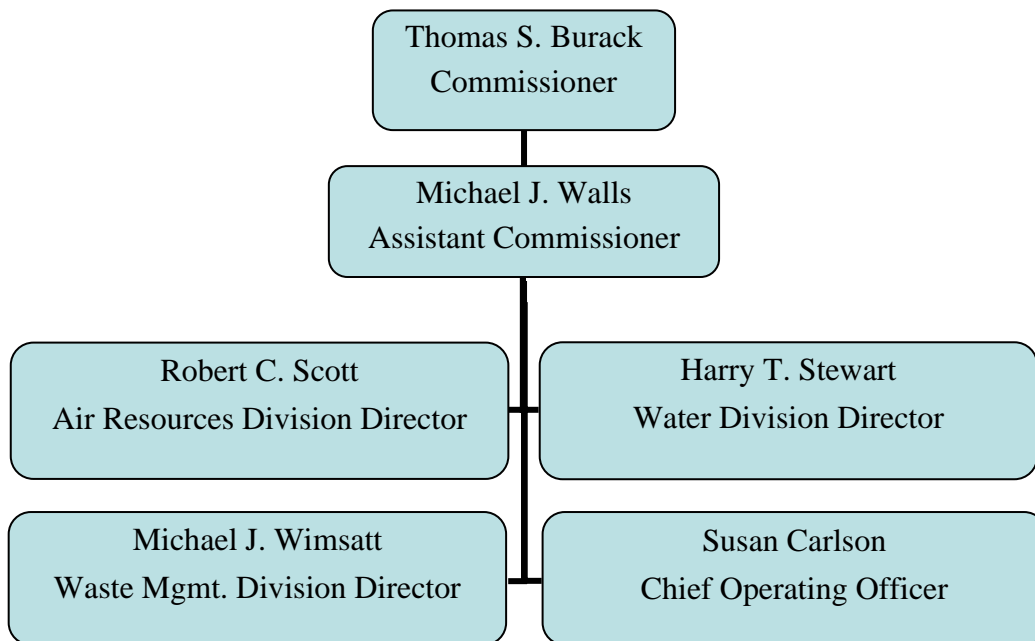 Thomas S. Burack
Commissioner
Michael J. Walls
Assistant Commissioner
Robert C. Scott
Air Resources Division Director
Harry T. Stewart
Water Division Director
Michael J. Wimsatt
Waste Mgmt. Division Director
Susan Carlson
Chief Operating Officer